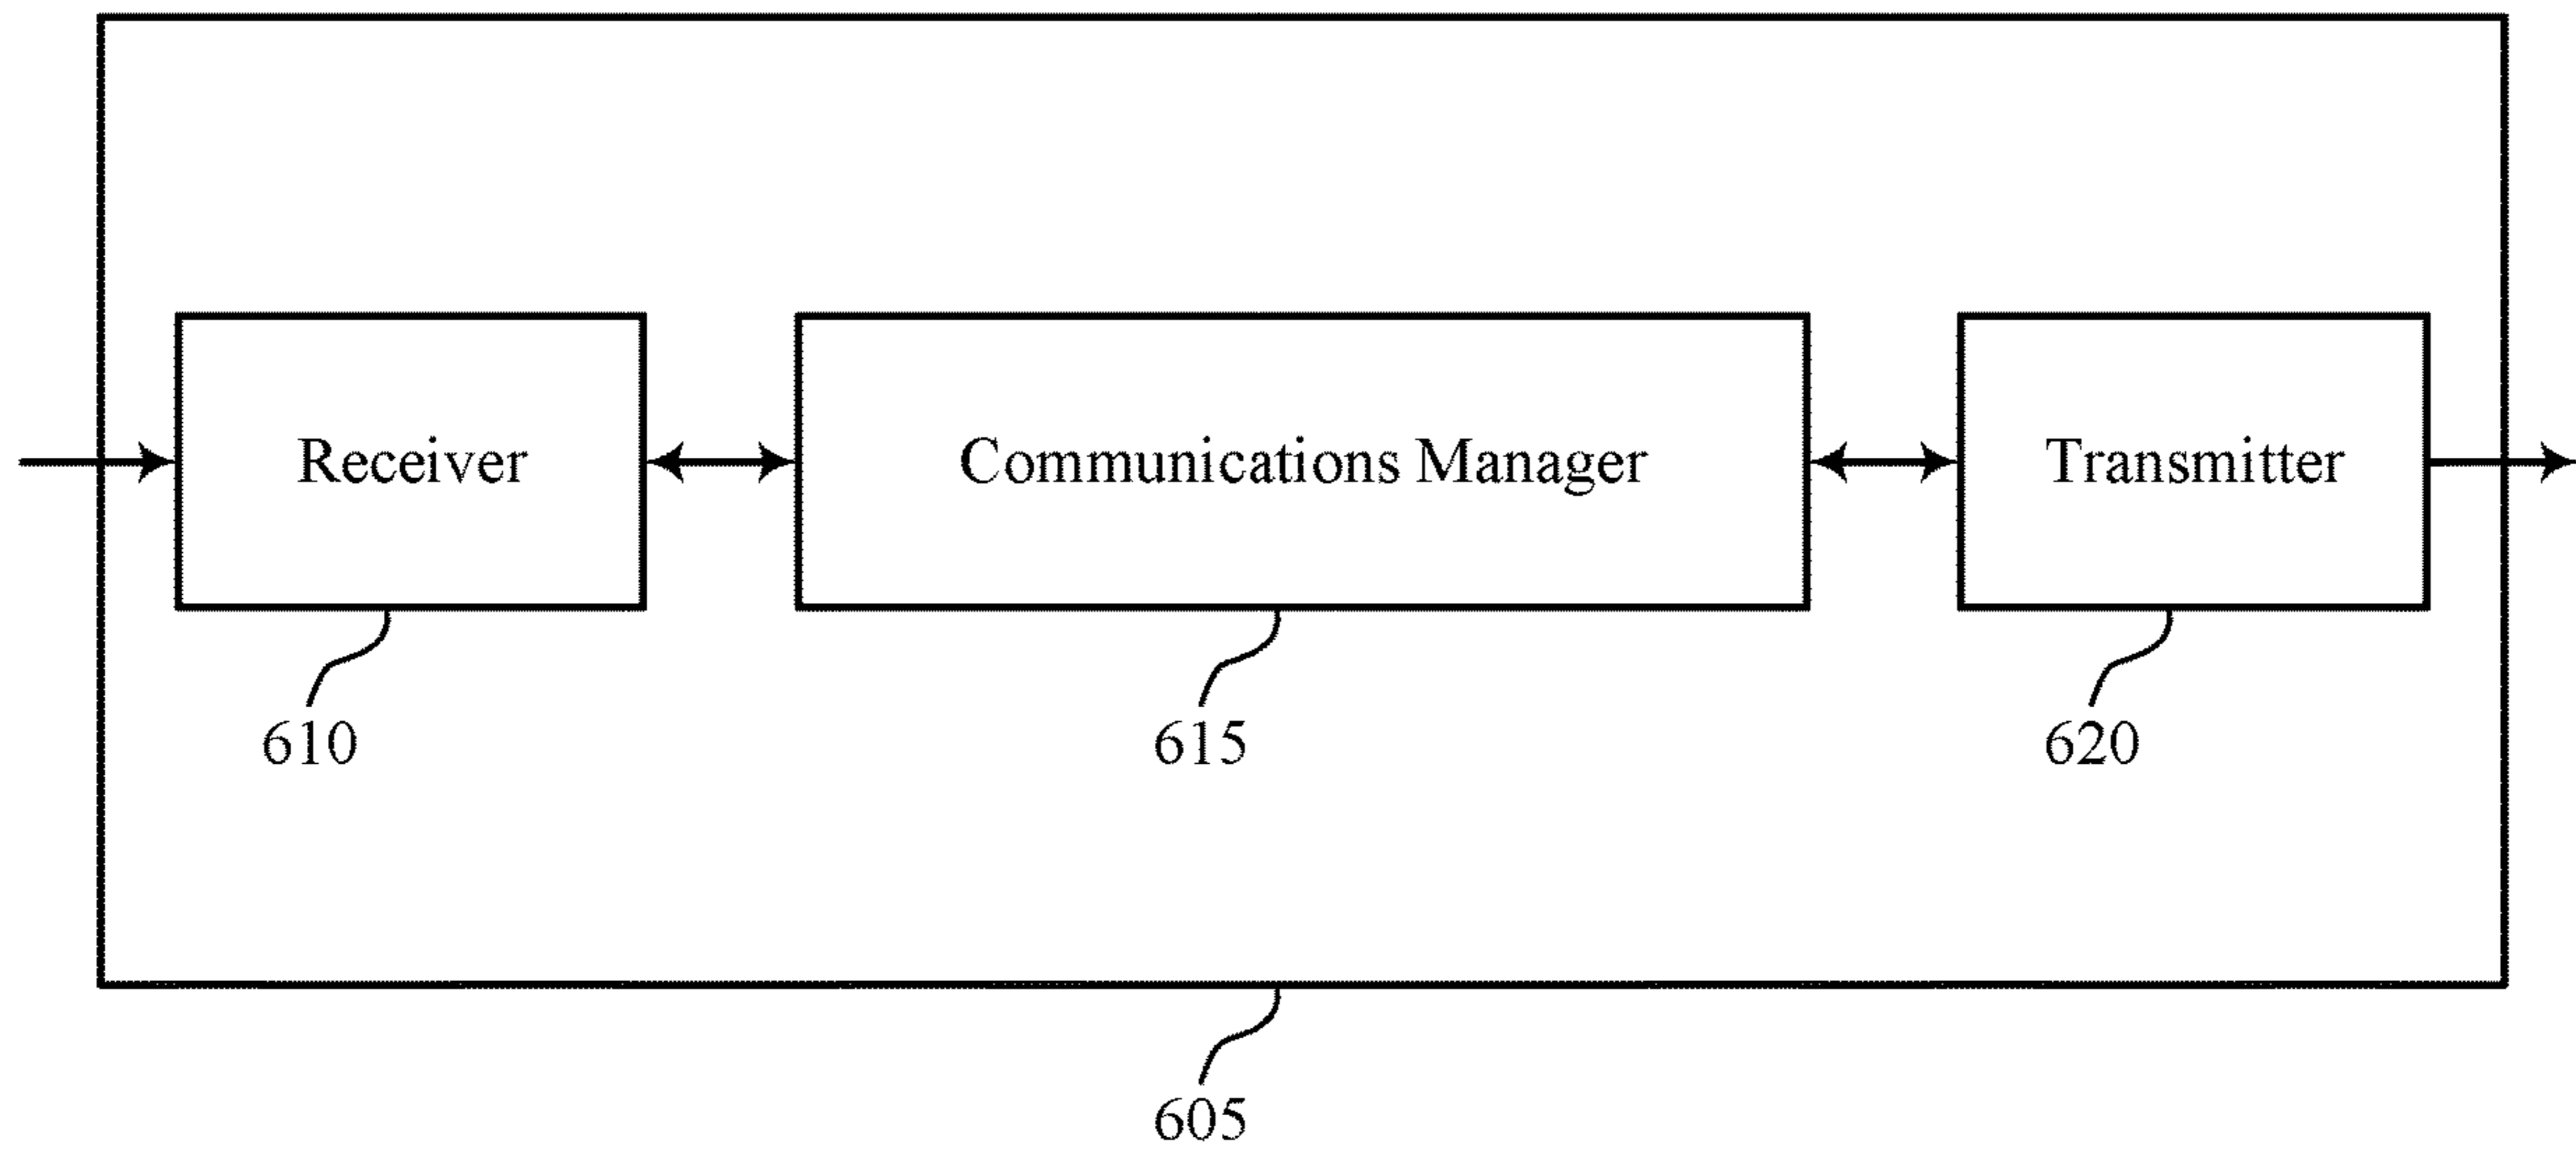 Receiver
Communications Manager
Transmitter
610
615
620
605